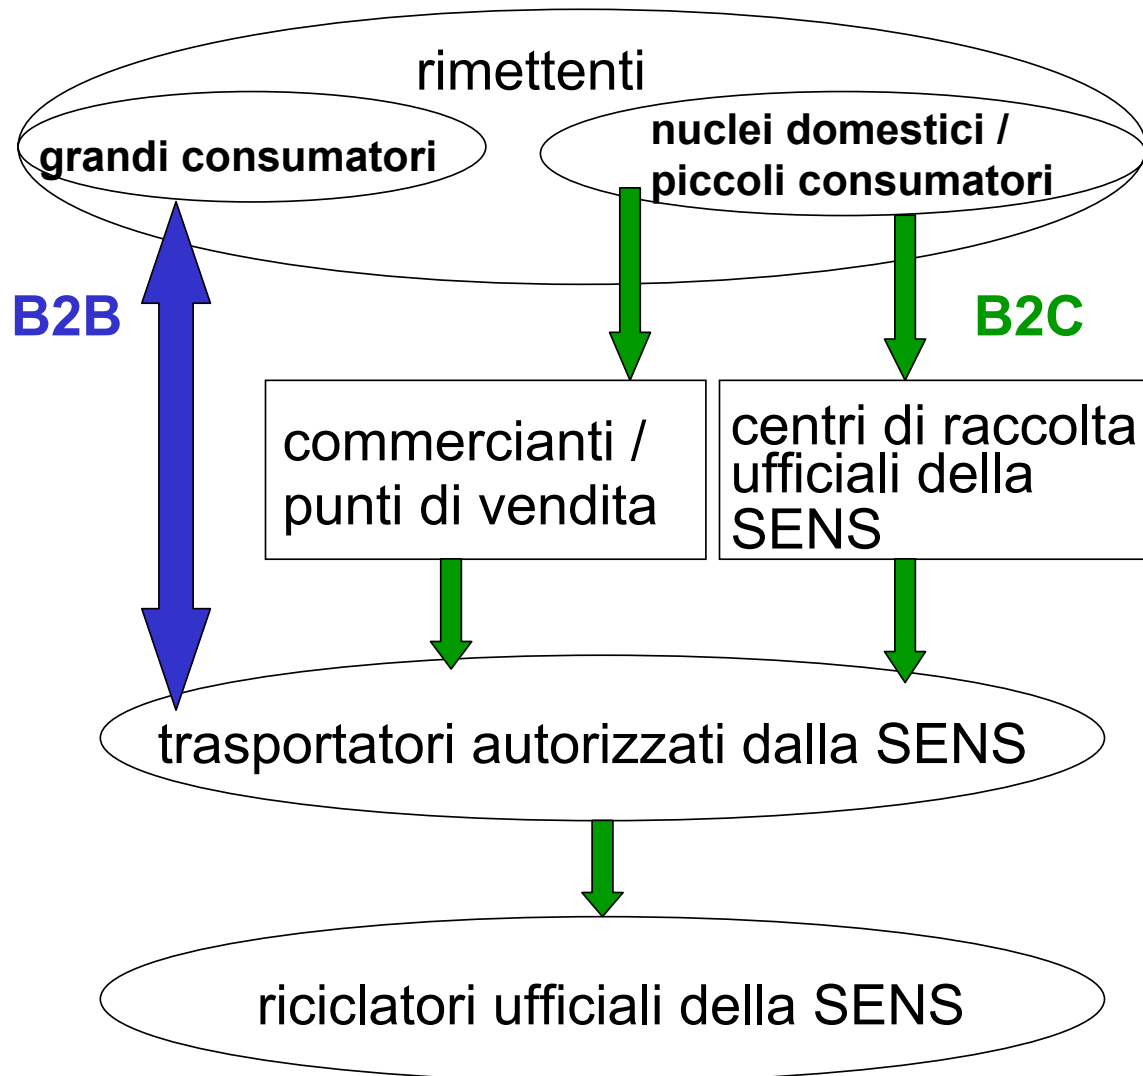 rimettenti
grandi consumatori
nuclei domestici /
piccoli consumatori
B2B
B2C
commercianti /
punti di vendita
centri di raccolta
ufficiali della
SENS
trasportatori autorizzati dalla SENS
riciclatori ufficiali della SENS